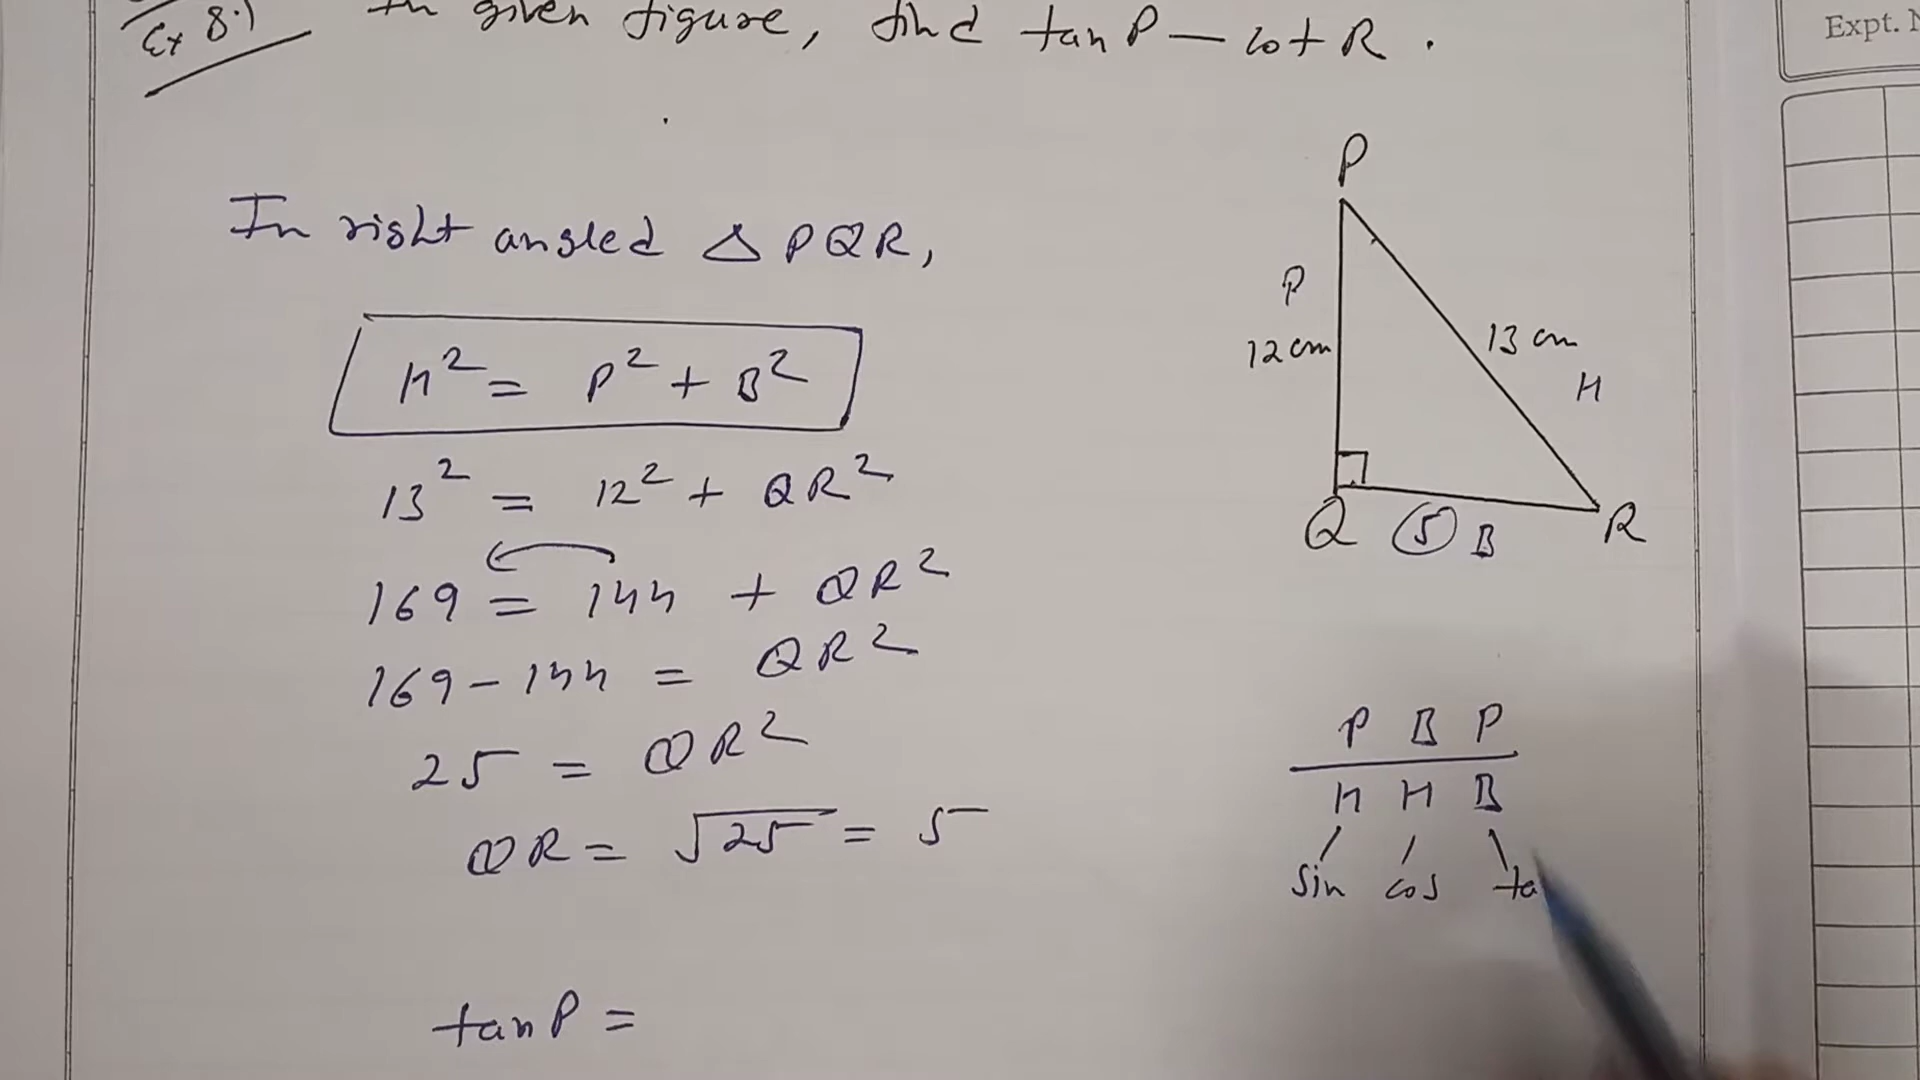 Ex 8.1 In given figure, find tan P – cot R .
In right angled △ PQR,
H² = P² + B²
13² = 12² + QR²
169 = 144 + QR²
169 – 144 = QR²
25 = QR²
QR = √25 = 5
tan P =
P
P
12 cm
13 cm
H
Q 5 B R
P B P
H H B
sin cos ta
Expt.